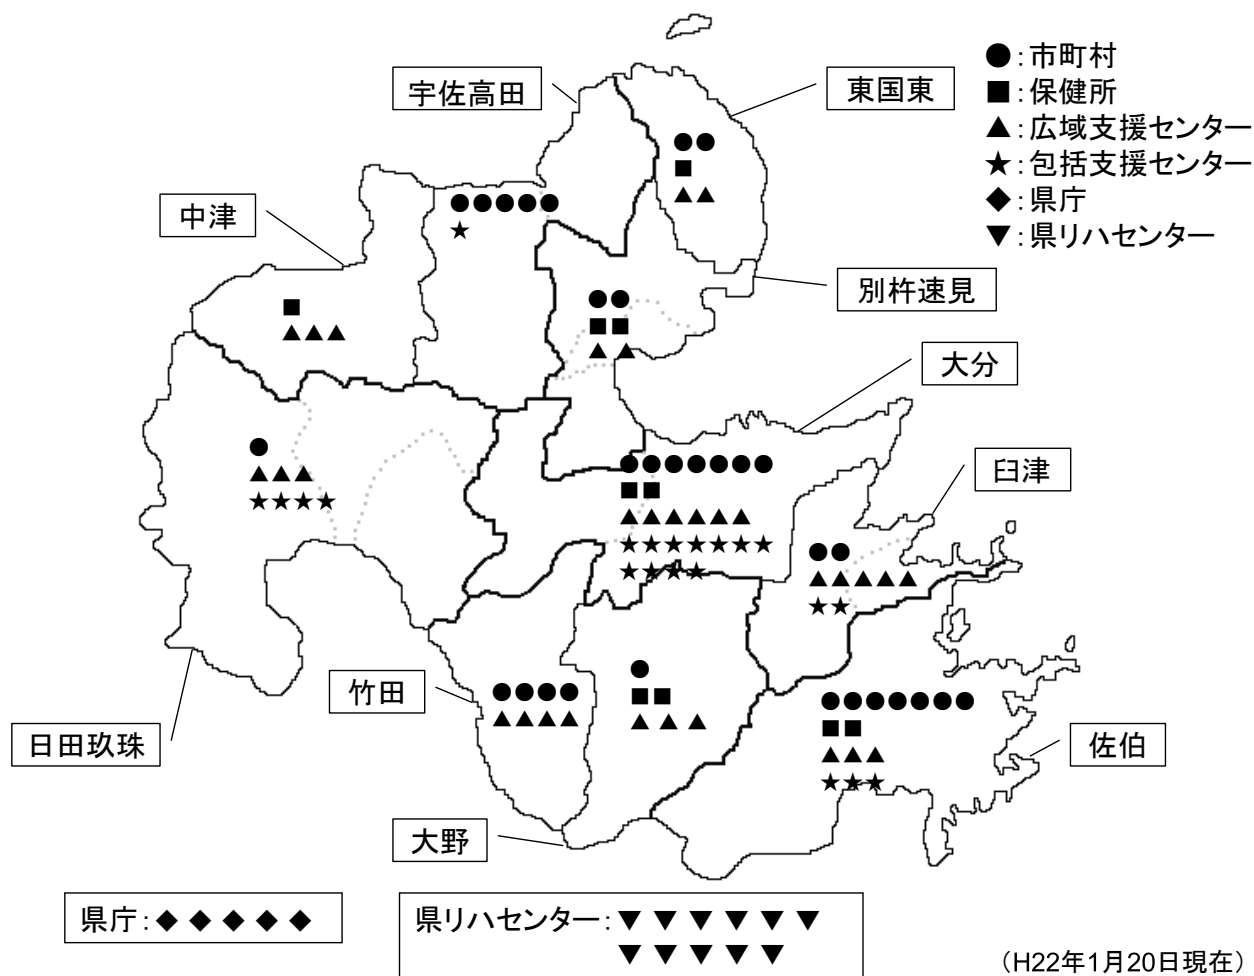 ●:市町村
■:保健所
▲:広域支援センター
★:包括支援センター
◆:県庁
▼:県リハセンター
宇佐高田
東国東
中津
別杵速見
大分
臼津
竹田
日田玖珠
佐伯
大野
県庁:◆◆◆◆◆
県リハセンター:▼▼▼▼▼▼
▼▼▼▼▼
(H22年1月20日現在)